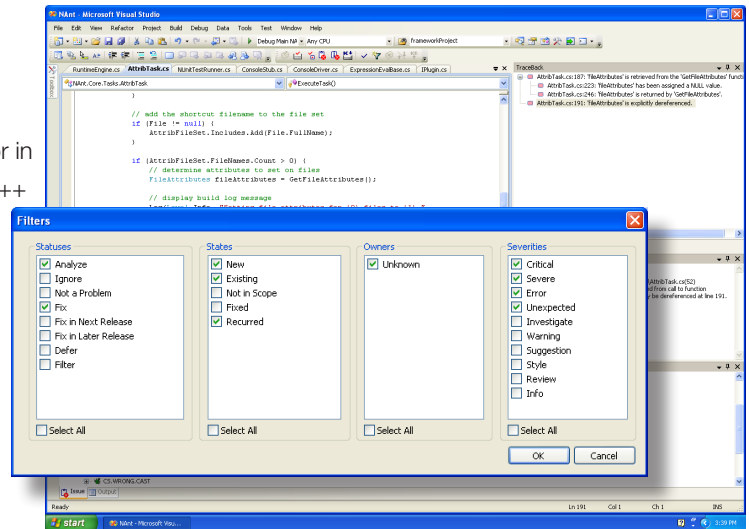 NAnt - Microsoft Visual Studio
File Edit View Refactor Project Build Debug Data Tools Test Window Help
Debug Main NA Any CPU frameworkProject
RuntimeEngine.cs AttribTask.cs NUnitTestRunner.cs ConsoleStub.cs ConsoleDriver.cs ExpressionEvalBase.cs IPlugin.cs
TraceBack
Toolbox
NAnt.Core.Tasks.AttribTask
ExecuteTask()
AttribTask.cs:187: 'fileAttributes' is retrieved from the 'GetFileAttributes' functi
AttribTask.cs:223: 'fileAttributes' has been assigned a NULL value.
AttribTask.cs:246: 'fileAttributes' is returned by 'GetFileAttributes'.
AttribTask.cs:191: 'fileAttributes' is explicitly dereferenced.
}
// add the shortcut filename to the file set
if (File != null) {
AttribFileSet.Includes.Add(File.FullName);
}
if (AttribFileSet.FileNames.Count > 0) {
// determine attributes to set on files
FileAttributes fileAttributes = GetFileAttributes();
// display build log message
r in
++
Filters
Statuses
Analyze
Ignore
Not a Problem
Fix
Fix in Next Release
Fix in Later Release
Defer
Filter
Select All
States
New
Existing
Not in Scope
Fixed
Recurred
Select All
Owners
Unknown
Select All
Severities
Critical
Severe
Error
Unexpected
Investigate
Warning
Suggestion
Style
Review
Info
Select All
OK Cancel
\AttribTask.cs(52)
d from call to function
y be dereferenced at line 191.
CS.WRONG.CAST
Issue Output
Ready Ln 191 Col 1 Ch 1 INS
start NAnt - Microsoft Visu... 3:39 PM